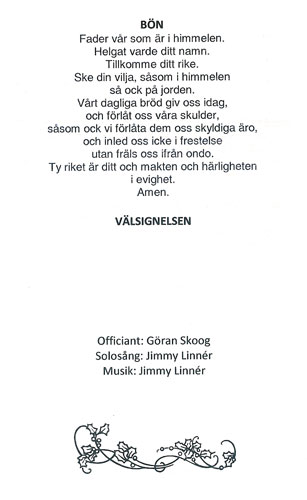 BÖN
Fader vår som är i himmelen.
Helgat varde ditt namn.
Tillkomme ditt rike.
Ske din vilja, såsom i himmelen
så ock på jorden.
Vårt dagliga bröd giv oss idag,
och förlåt oss våra skulder,
såsom ock vi förlåta dem oss skyldiga äro,
och inled oss icke i frestelse
utan fräls oss ifrån ondo.
Ty riket är ditt och makten och härligheten
i evighet.
Amen.
VÄLSIGNELSEN
Officiant: Göran Skoog
Solosång: Jimmy Linnér
Musik: Jimmy Linnér